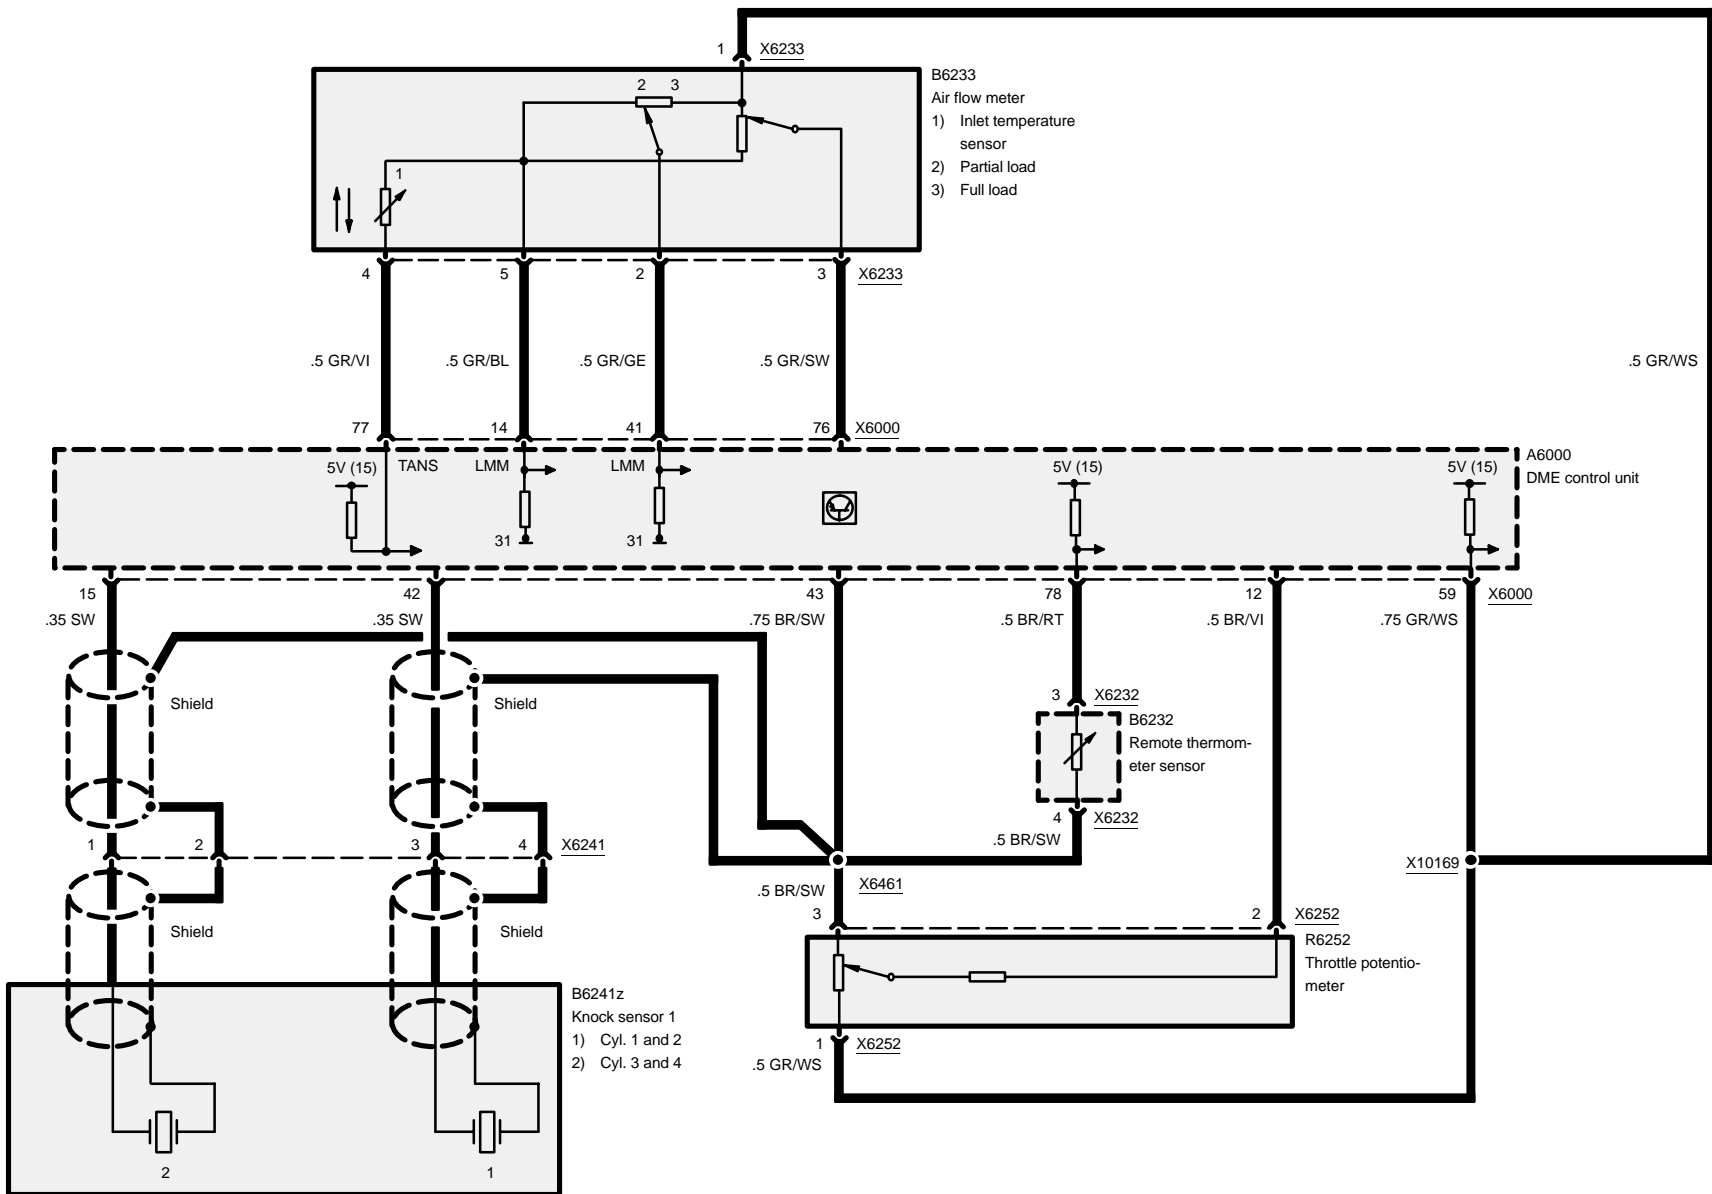 1 X6233
B6233
Air flow meter
1) Inlet temperature
sensor
2) Partial load
3) Full load
2 3
1
4 5 2 3 X6233
.5 GR/VI .5 GR/BL .5 GR/GE .5 GR/SW .5 GR/WS
77 14 41 76 X6000
A6000
DME control unit
5V (15) TANS LMM LMM 5V (15) 5V (15)
31 31
15 42 43 78 12 59 X6000
.35 SW .35 SW .75 BR/SW .5 BR/RT .5 BR/VI .75 GR/WS
Shield Shield
3 X6232
B6232
Remote thermom-
eter sensor
4 X6232
.5 BR/SW
1 2 3 4 X6241
X10169
X6461
.5 BR/SW
3 2 X6252
Shield Shield
R6252
Throttle potentio-
meter
B6241z
Knock sensor 1
1) Cyl. 1 and 2
2) Cyl. 3 and 4
1 X6252
.5 GR/WS
2 1